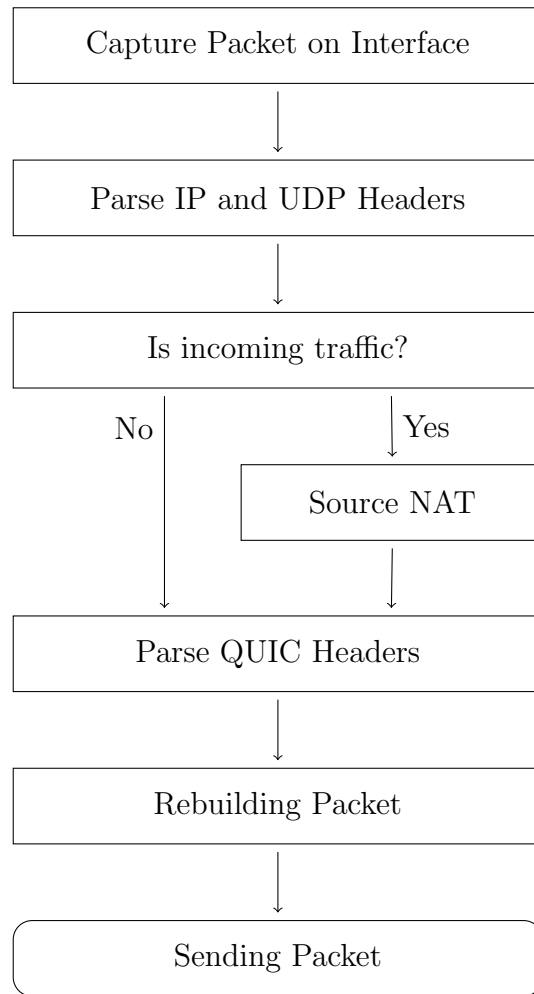 Capture Packet on Interface
Parse IP and UDP Headers
Is incoming traffic?
No
Yes
Source NAT
Parse QUIC Headers
Rebuilding Packet
Sending Packet